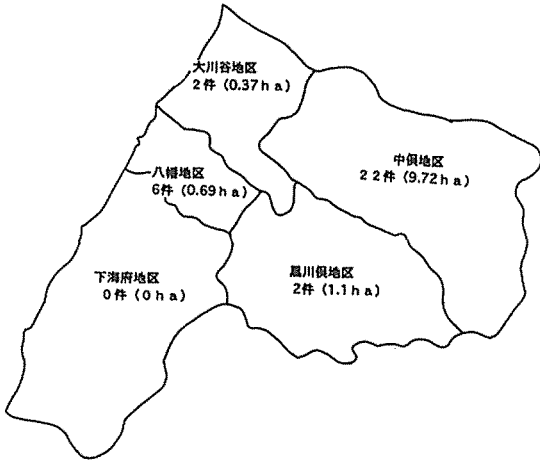 大川谷地区
2件（0.37ｈａ）
中俣地区
２２件（9.72ｈａ）
八幡地区
6件（0.69ｈａ）
黒川俣地区
2件（1.1ｈａ）
下海府地区
0件（０ｈａ）